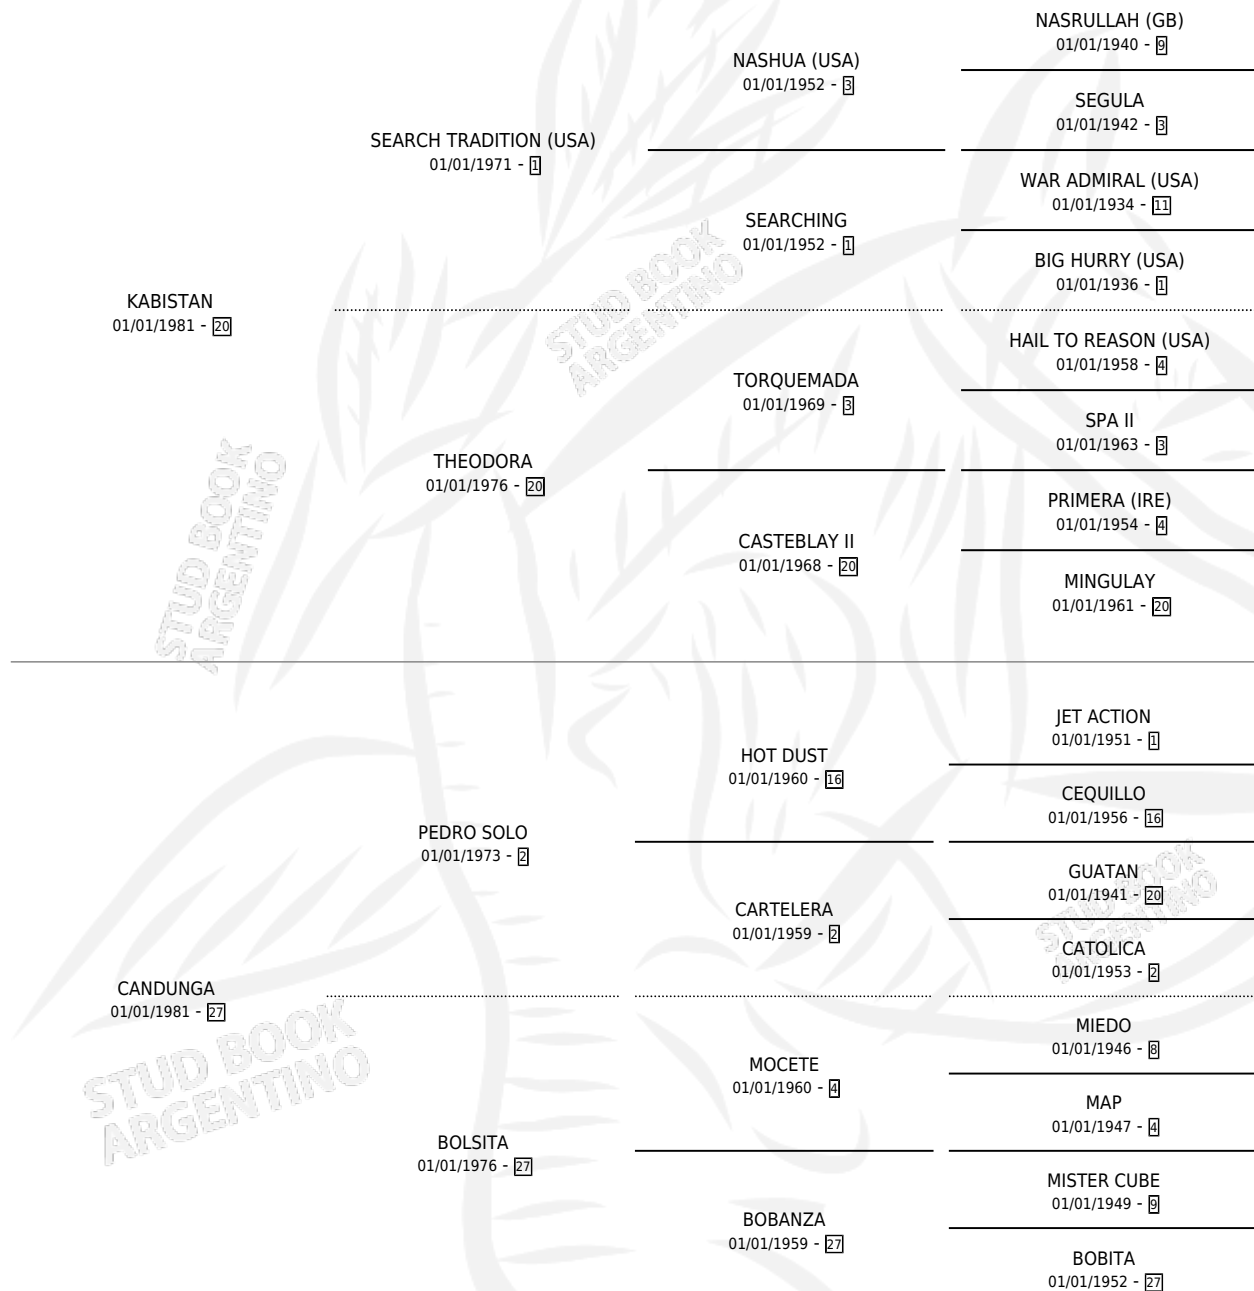 KABISTAN
01/01/1981 - 20
SEARCH TRADITION (USA)
01/01/1971 - 1
THEODORA
01/01/1976 - 20
NASHUA (USA)
01/01/1952 - 3
SEARCHING
01/01/1952 - 1
TORQUEMADA
01/01/1969 - 3
CASTEBLAY II
01/01/1968 - 20
NASRULLAH (GB)
01/01/1940 - 9
SEGULA
01/01/1942 - 3
WAR ADMIRAL (USA)
01/01/1934 - 11
BIG HURRY (USA)
01/01/1936 - 1
HAIL TO REASON (USA)
01/01/1958 - 4
SPA II
01/01/1963 - 3
PRIMERA (IRE)
01/01/1954 - 4
MINGULAY
01/01/1961 - 20
CANDUNGA
01/01/1981 - 27
PEDRO SOLO
01/01/1973 - 2
BOLSITA
01/01/1976 - 27
HOT DUST
01/01/1960 - 16
CARTELERA
01/01/1959 - 2
MOCETE
01/01/1960 - 4
BOBANZA
01/01/1959 - 27
JET ACTION
01/01/1951 - 1
CEQUILLO
01/01/1956 - 16
GUATAN
01/01/1941 - 20
CATOLICA
01/01/1953 - 2
MIEDO
01/01/1946 - 8
MAP
01/01/1947 - 4
MISTER CUBE
01/01/1949 - 9
BOBITA
01/01/1952 - 27
STUD BOOK
ARGENTINO
STUD BOOK
ARGENTINO
STUD BOOK
ARGENTINO
STUD BOOK
ARGENTINO